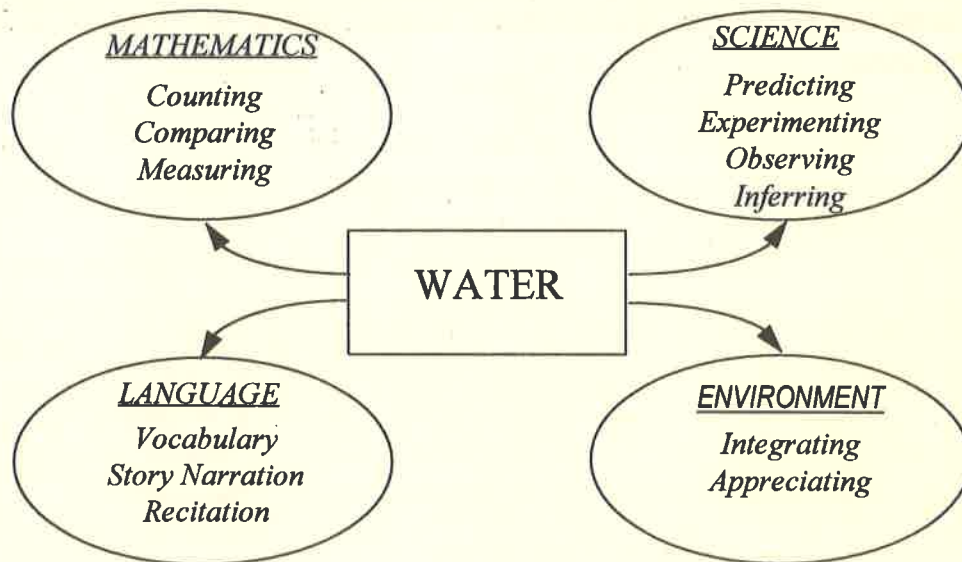 MATHEMATICS
Counting
Comparing
Measuring
SCIENCE
Predicting
Experimenting
Observing
Inferring
WATER
LANGUAGE
Vocabulary
Story Narration
Recitation
ENVIRONMENT
Integrating
Appreciating